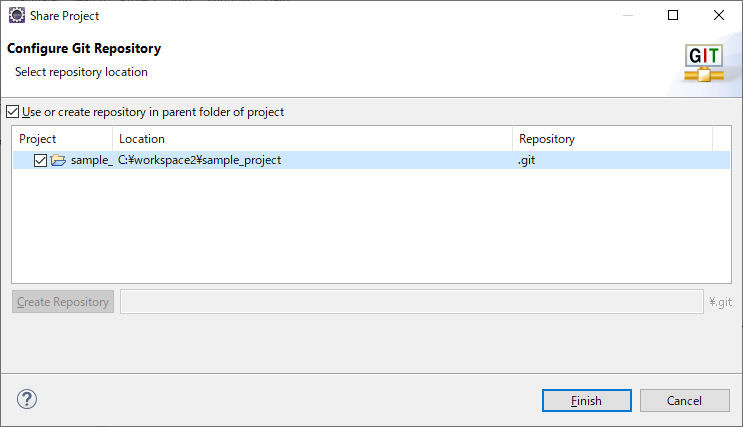 Share Project
Configure Git Repository
Select repository location
GIT
Use or create repository in parent folder of project
Project Location Repository
sample_ C:¥workspace2¥sample_project .git
Create Repository ¥.git
? Finish Cancel